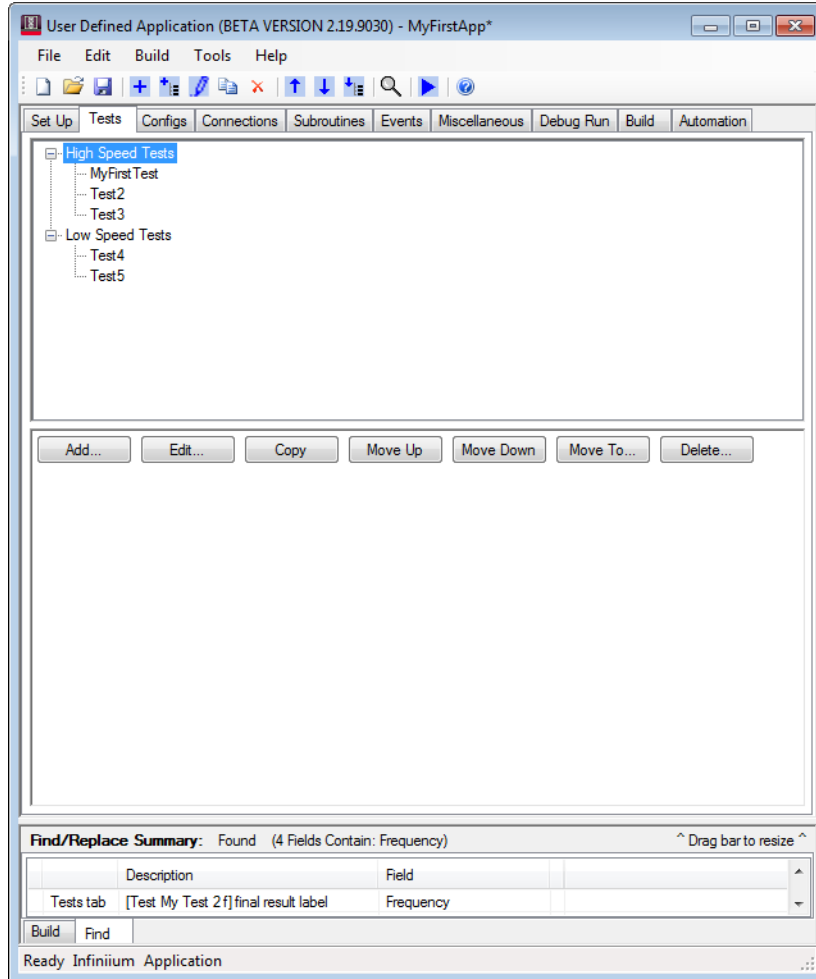 User Defined Application (BETA VERSION 2.19.9030) - MyFirstApp*
File Edit Build Tools Help
Set Up Tests Configs Connections Subroutines Events Miscellaneous Debug Run Build Automation
High Speed Tests
MyFirstTest
Test2
Test3
Low Speed Tests
Test4
Test5
Add... Edit... Copy Move Up Move Down Move To... Delete...
Find/Replace Summary: Found (4 Fields Contain: Frequency) ^ Drag bar to resize ^
Description Field
Tests tab [Test My Test 2f] final result label Frequency
Build Find
Ready Infiniium Application